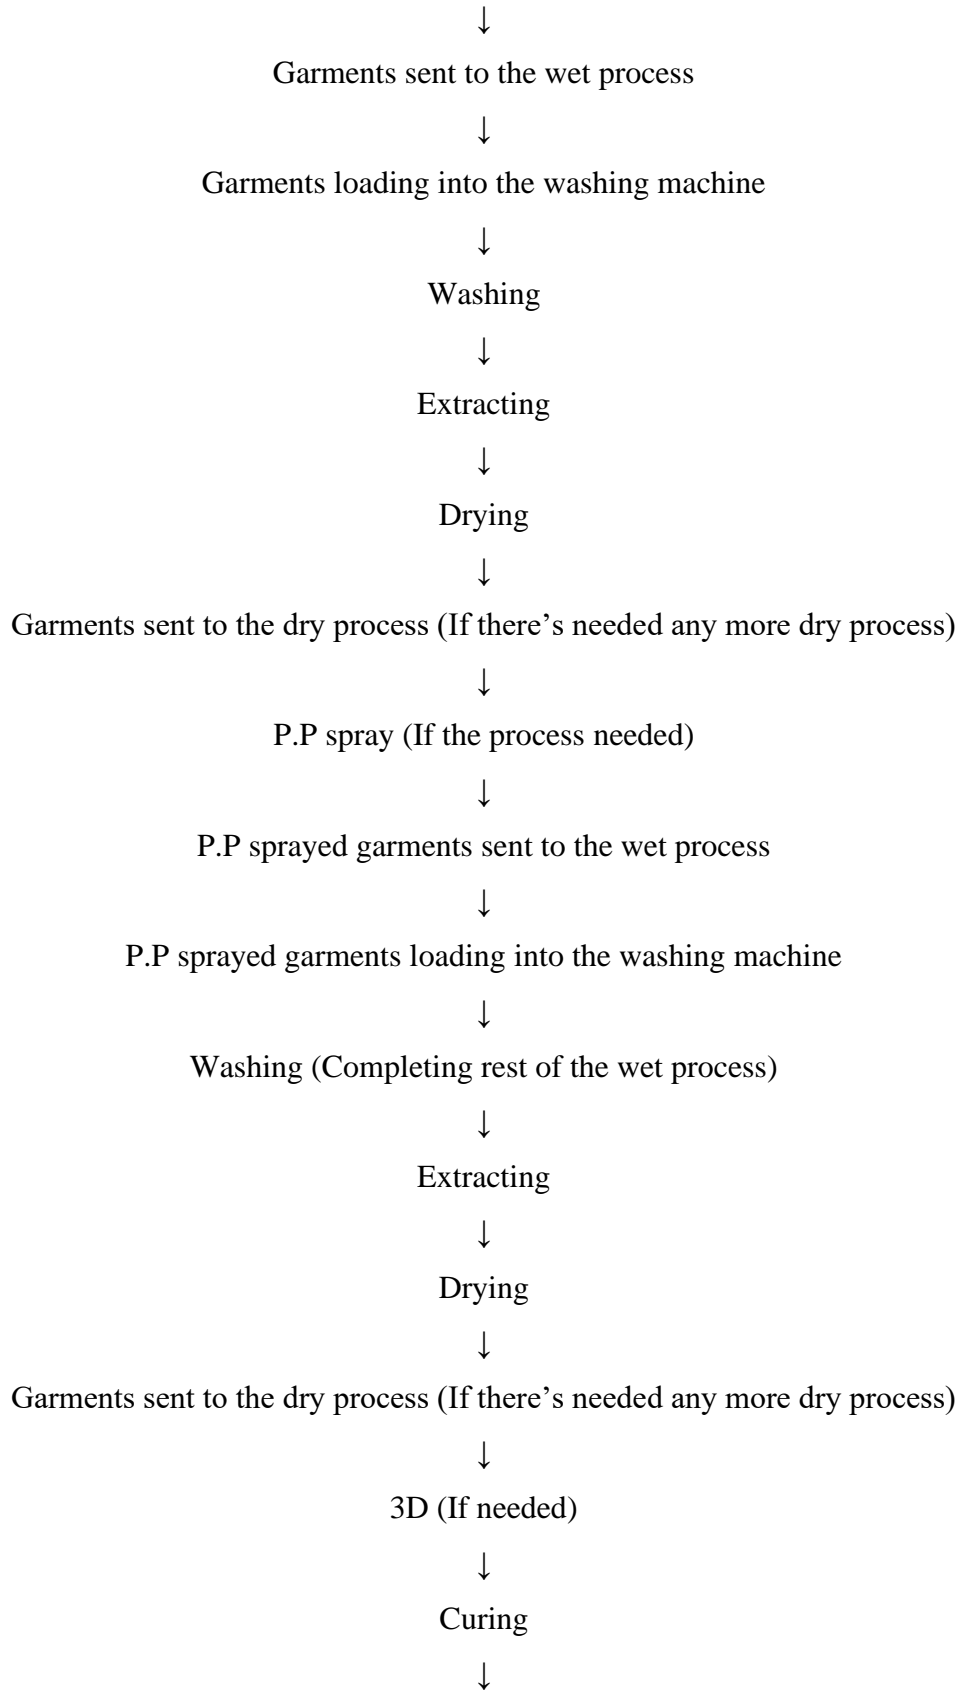 ↓
Garments sent to the wet process
↓
Garments loading into the washing machine
↓
Washing
↓
Extracting
↓
Drying
↓
Garments sent to the dry process (If there’s needed any more dry process)
↓
P.P spray (If the process needed)
↓
P.P sprayed garments sent to the wet process
↓
P.P sprayed garments loading into the washing machine
↓
Washing (Completing rest of the wet process)
↓
Extracting
↓
Drying
↓
Garments sent to the dry process (If there’s needed any more dry process)
↓
3D (If needed)
↓
Curing
↓